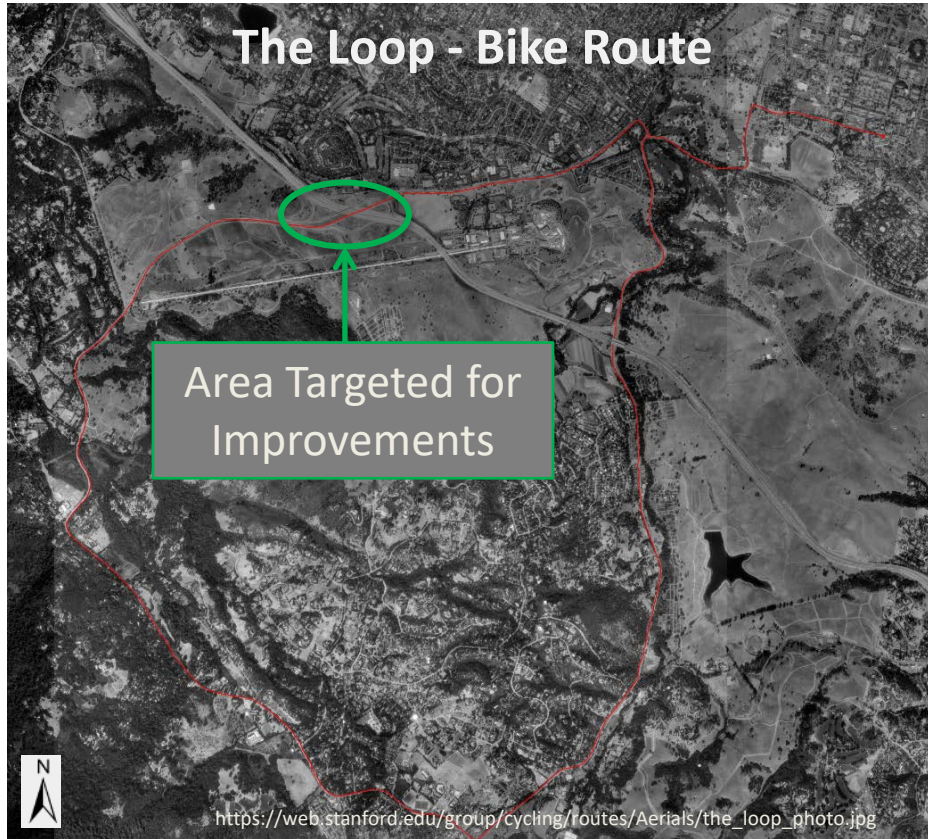 The Loop - Bike Route
Area Targeted for
Improvements
N
https://web.stanford.edu/group/cycling/routes/Aerials/the_loop_photo.jpg